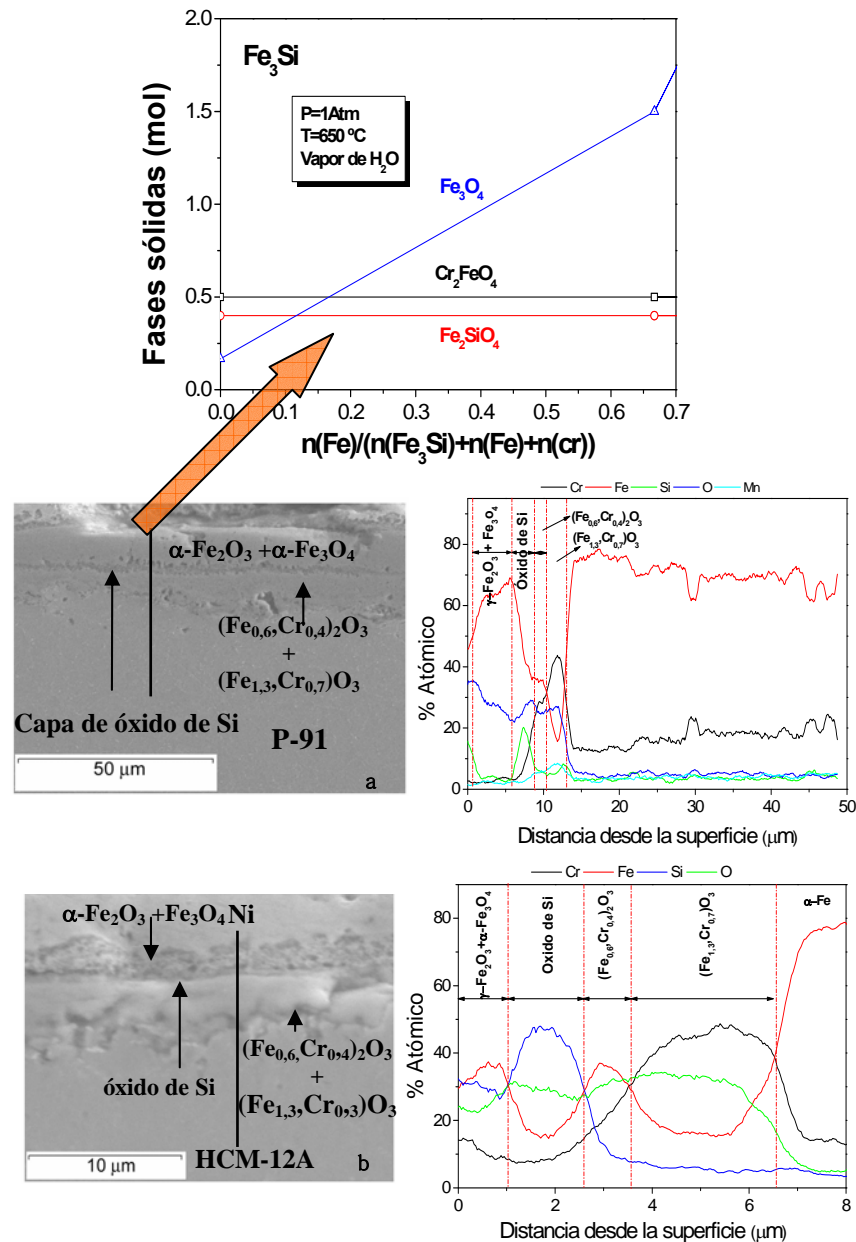 Fe₃Si
P=1Atm
T=650 ºC
Vapor de H₂O
Fe₃O₄
Cr₂FeO₄
Fe₂SiO₄
Fases sólidas (mol)
2.0
1.5
1.0
0.5
0.0
0.0 0.1 0.2 0.3 0.4 0.5 0.6 0.7
n(Fe)/(n(Fe₃Si)+n(Fe)+n(cr))
α-Fe₂O₃ +α-Fe₃O₄
(Fe₀,₆,Cr₀,₄)₂O₃
+
(Fe₁,₃,Cr₀,₇)O₃
Capa de óxido de Si
P-91
50 μm
a
Cr Fe Si O Mn
γ-Fe₂O₃ + Fe₃O₄
Óxido de Si
(Fe₀,₆,Cr₀,₄)₂O₃
(Fe₁,₃,Cr₀,₇)O₃
% Atómico
80
60
40
20
0
0 10 20 30 40 50
Distancia desde la superficie (μm)
α-Fe₂O₃ +Fe₃O₄ Ni
(Fe₀,₆,Cr₀,₄)₂O₃
+
(Fe₁,₃,Cr₀,₃)O₃
óxido de Si
HCM-12A
10 μm
b
Cr Fe Si O
γ-Fe₂O₃+α-Fe₃O₄
Oxido de Si
(Fe₀,₆,Cr₀,₄)₂O₃
(Fe₁,₃,Cr₀,₇)O₃
α-Fe
% Atómico
80
60
40
20
0
0 2 4 6 8
Distancia desde la superficie (μm)